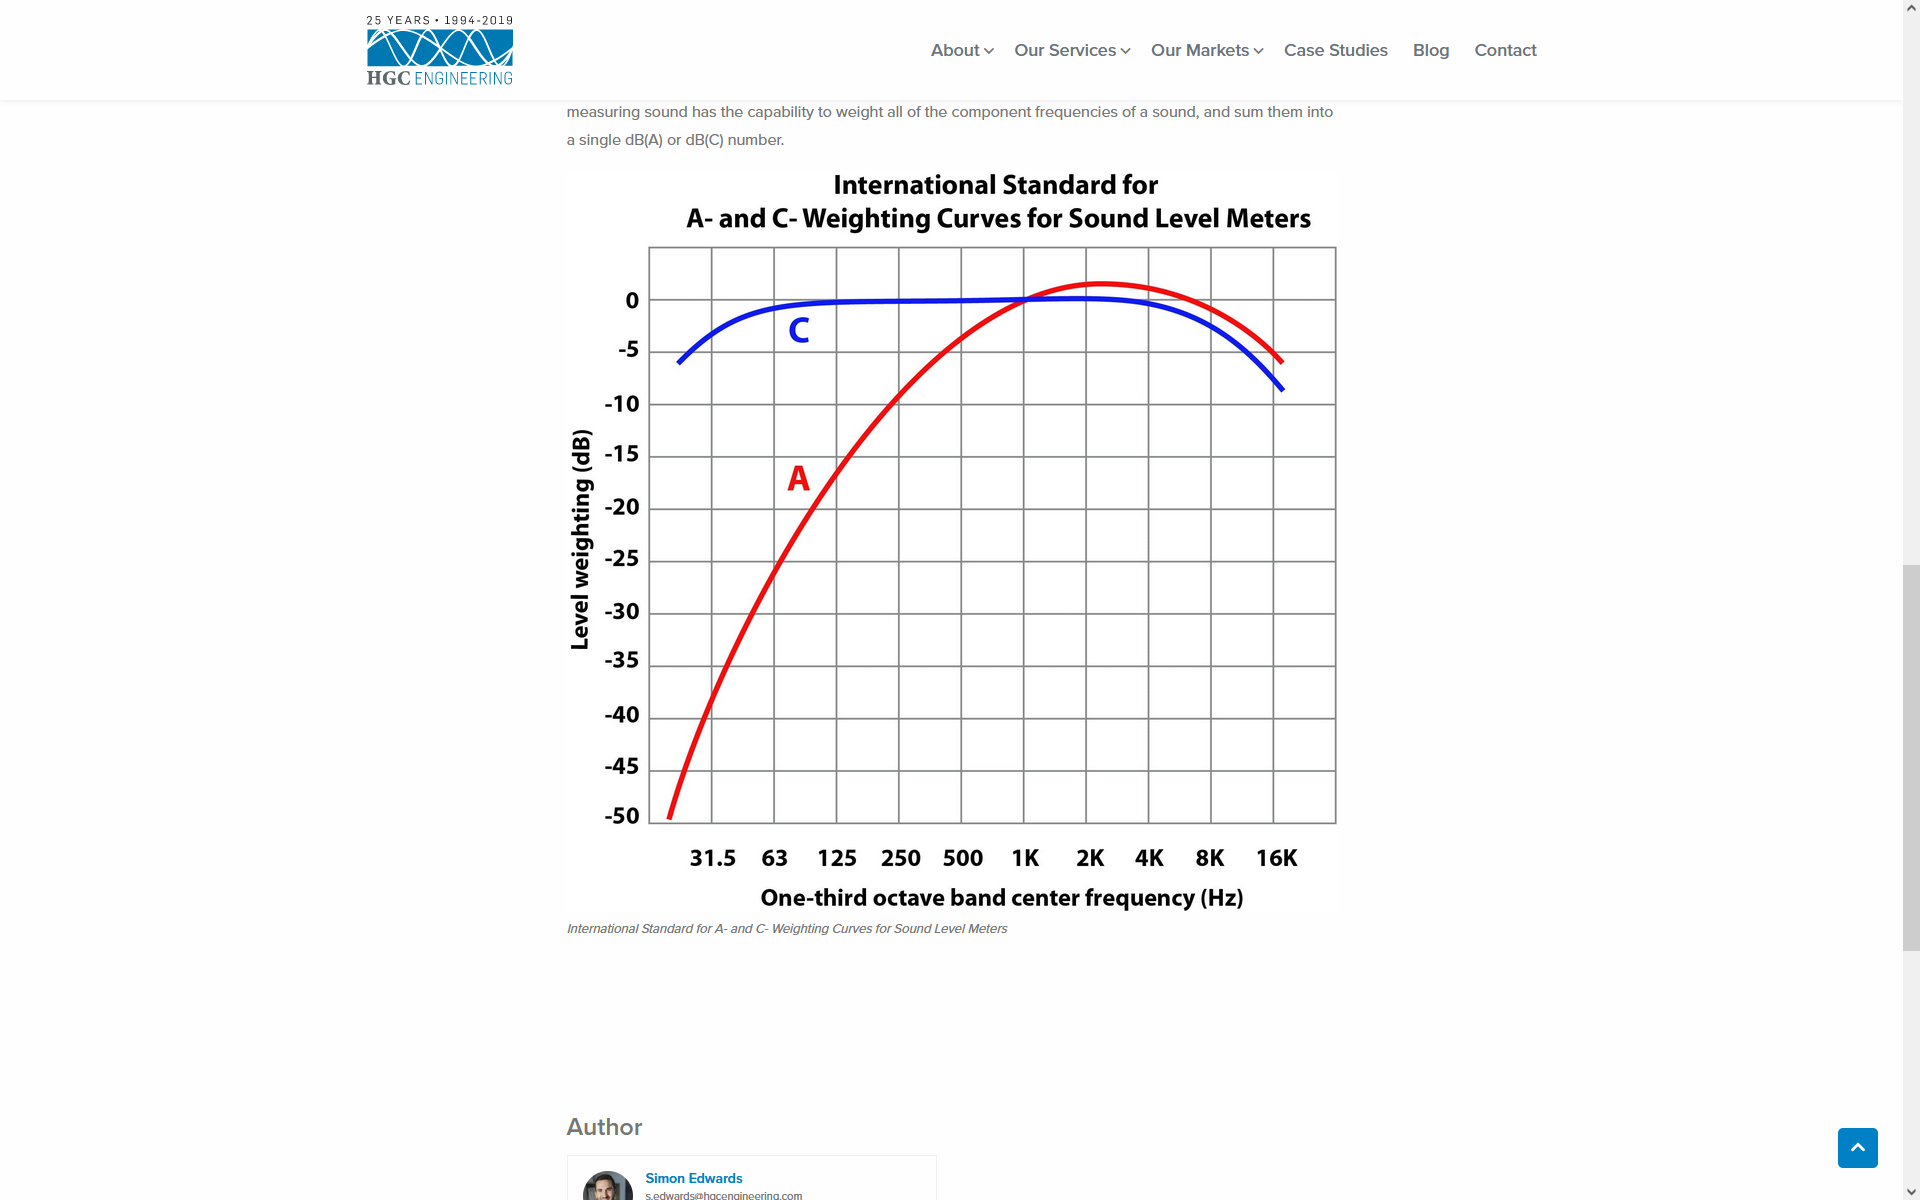 25 YEARS • 1994-2019
HGC ENGINEERING
About
Our Services
Our Markets
Case Studies
Blog
Contact
measuring sound has the capability to weight all of the component frequencies of a sound, and sum them into
a single dB(A) or dB(C) number.
International Standard for
A- and C- Weighting Curves for Sound Level Meters
0
-5
-10
-15
-20
-25
-30
-35
-40
-45
-50
Level weighting (dB)
C
A
31.5 63 125 250 500 1K 2K 4K 8K 16K
One-third octave band center frequency (Hz)
International Standard for A- and C- Weighting Curves for Sound Level Meters
Author
Simon Edwards
s.edwards@hgcengineering.com